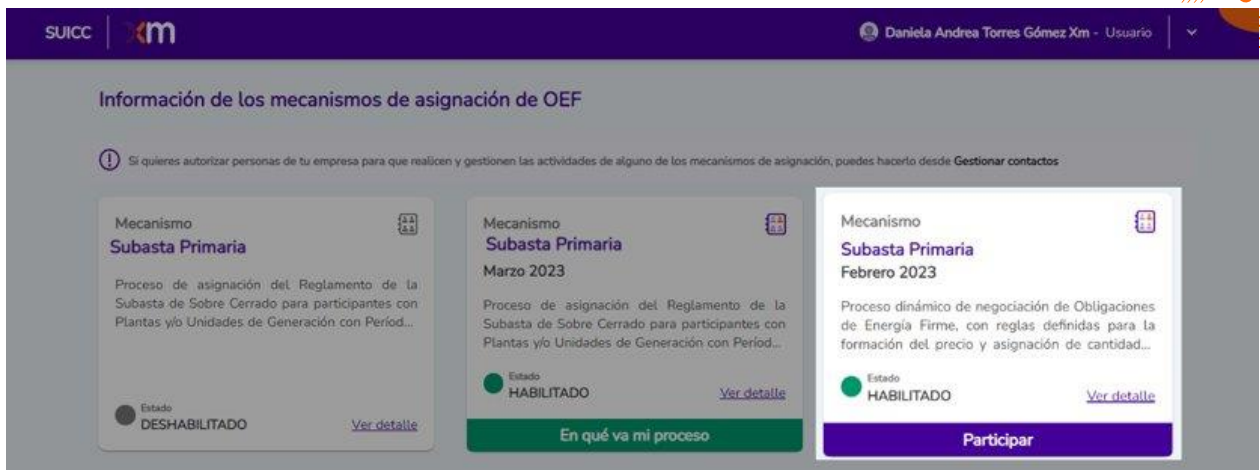 SUICC
xm
Daniela Andrea Torres Gómez Xm - Usuario
Información de los mecanismos de asignación de OEF
Si quieres autorizar personas de tu empresa para que realicen y gestionen las actividades de alguno de los mecanismos de asignación, puedes hacerlo desde Gestionar contactos
Mecanismo
Subasta Primaria
Proceso de asignación del Reglamento de la
Subasta de Sobre Cerrado para participantes con
Plantas y/o Unidades de Generación con Period...
Estado
DESHABILITADO
Ver detalle
Mecanismo
Subasta Primaria
Marzo 2023
Proceso de asignación del Reglamento de la
Subasta de Sobre Cerrado para participantes con
Plantas y/o Unidades de Generación con Period...
Estado
HABILITADO
Ver detalle
En qué va mi proceso
Mecanismo
Subasta Primaria
Febrero 2023
Proceso dinámico de negociación de Obligaciones
de Energía Firme, con reglas definidas para la
formación del precio y asignación de cantidad...
Estado
HABILITADO
Ver detalle
Participar